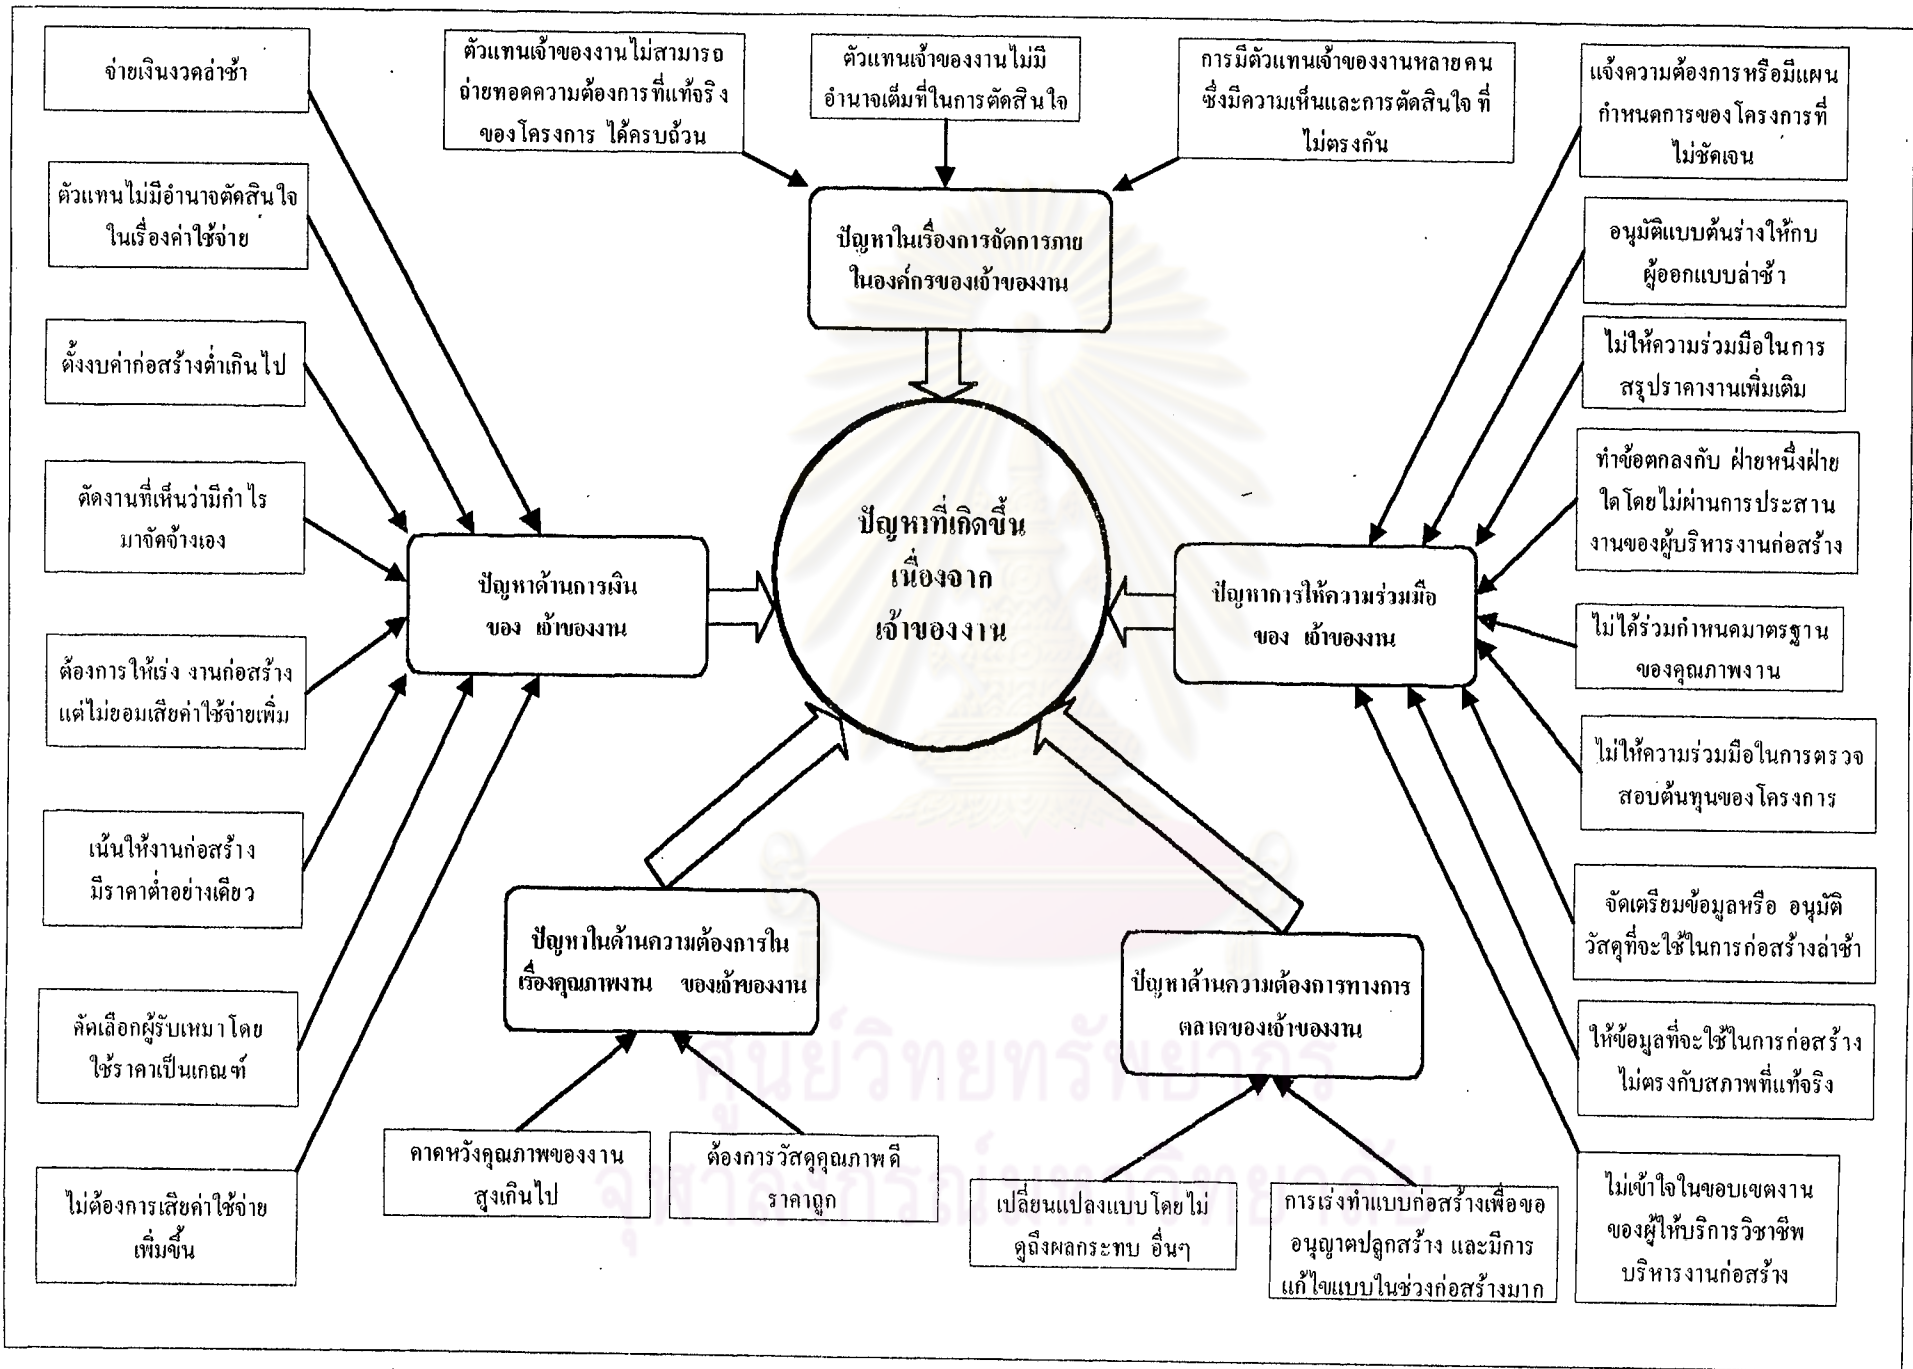 จ่ายเงินงวดล่าช้า
ตัวแทนเจ้าของงานไม่สามารถ
ถ่ายทอดความต้องการที่แท้จริง
ของโครงการ ได้ครบถ้วน
ตัวแทนเจ้าของงานไม่มี
อำนาจเต็มที่ในการตัดสินใจ
การมีตัวแทนเจ้าของงานหลายคน
ซึ่งมีความเห็นและการตัดสินใจ ที่
ไม่ตรงกัน
แจ้งความต้องการหรือมีแผน
กำหนดการของโครงการที่
ไม่ชัดเจน
ตัวแทนไม่มีอำนาจตัดสินใจ
ในเรื่องค่าใช้จ่าย
ปัญหาในเรื่องการจัดการภาย
ในองค์กรของเจ้าของงาน
อนุมัติแบบต้นร่างให้กบ
ผู้ออกแบบล่าช้า
ตั้งงบค่าก่อสร้างต่ำเกินไป
ไม่ให้ความร่วมมือในการ
สรุปราคางานเพิ่มเติม
ตัดงานที่เห็นว่ามีกำไร
มาจัดจ้างเอง
ปัญหาที่เกิดขึ้น
เนื่องจาก
เจ้าของงาน
ทำข้อตกลงกับ ฝ่ายหนึ่งฝ่าย
ใดโดยไม่ผ่านการประสาน
งานของผู้บริหารงานก่อสร้าง
ปัญหาด้านการเงิน
ของ เจ้าของงาน
ปัญหาการให้ความร่วมมือ
ของ เจ้าของงาน
ไม่ได้ร่วมกำหนดมาตรฐาน
ของคุณภาพงาน
ต้องการให้เร่ง งานก่อสร้าง
แต่ไม่ยอมเสียค่าใช้จ่ายเพิ่ม
ไม่ให้ความร่วมมือในการตรวจ
สอบต้นทุนของโครงการ
เน้นให้งานก่อสร้าง
มีราคาต่ำอย่างเดียว
จัดเตรียมข้อมูลหรือ อนุมัติ
วัสดุที่จะใช้ในการก่อสร้างล่าช้า
ปัญหาในด้านความต้องการใน
เรื่องคุณภาพงาน ของเจ้าของงาน
ปัญหาด้านความต้องการทางการ
ตลาดของเจ้าของงาน
คัดเลือกผู้รับเหมาโดย
ใช้ราคาเป็นเกณฑ์
ให้ข้อมูลที่จะใช้ในการก่อสร้าง
ไม่ตรงกับสภาพที่แท้จริง
ศูนย์วิทยทรัพยากร
จุฬาลงกรณ์มหาวิทยาลัย
คาดหวังคุณภาพของงาน
สูงเกินไป
ต้องการวัสดุคุณภาพดี
ราคาถูก
ไม่ต้องการเสียค่าใช้จ่าย
เพิ่มขึ้น
เปลี่ยนแปลงแบบโดยไม่
ดูถึงผลกระทบ อื่นๆ
การเร่งทำแบบก่อสร้างเพื่อขอ
อนุญาตปลูกสร้าง และมีการ
แก้ไขแบบในช่วงก่อสร้างมาก
ไม่เข้าใจในขอบเขตงาน
ของผู้ให้บริการวิชาชีพ
บริหารงานก่อสร้าง